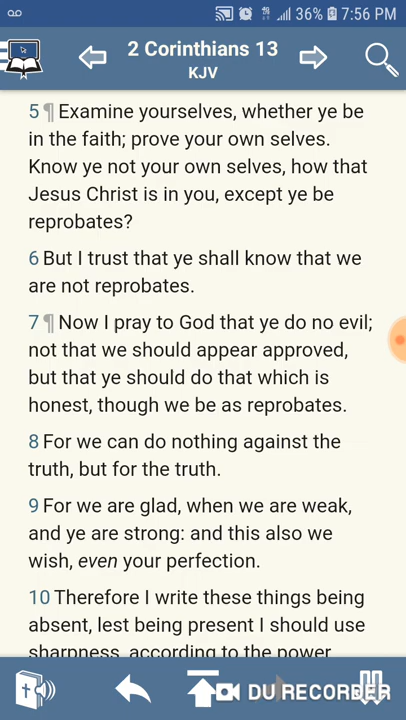 36% 7:56 PM
2 Corinthians 13
KJV
5 ¶ Examine yourselves, whether ye be
in the faith; prove your own selves.
Know ye not your own selves, how that
Jesus Christ is in you, except ye be
reprobates?
6 But I trust that ye shall know that we
are not reprobates.
7 ¶ Now I pray to God that ye do no evil;
not that we should appear approved,
but that ye should do that which is
honest, though we be as reprobates.
8 For we can do nothing against the
truth, but for the truth.
9 For we are glad, when we are weak,
and ye are strong: and this also we
wish, even your perfection.
10 Therefore I write these things being
absent, lest being present I should use
sharpness, according to the power
DU RECORDER